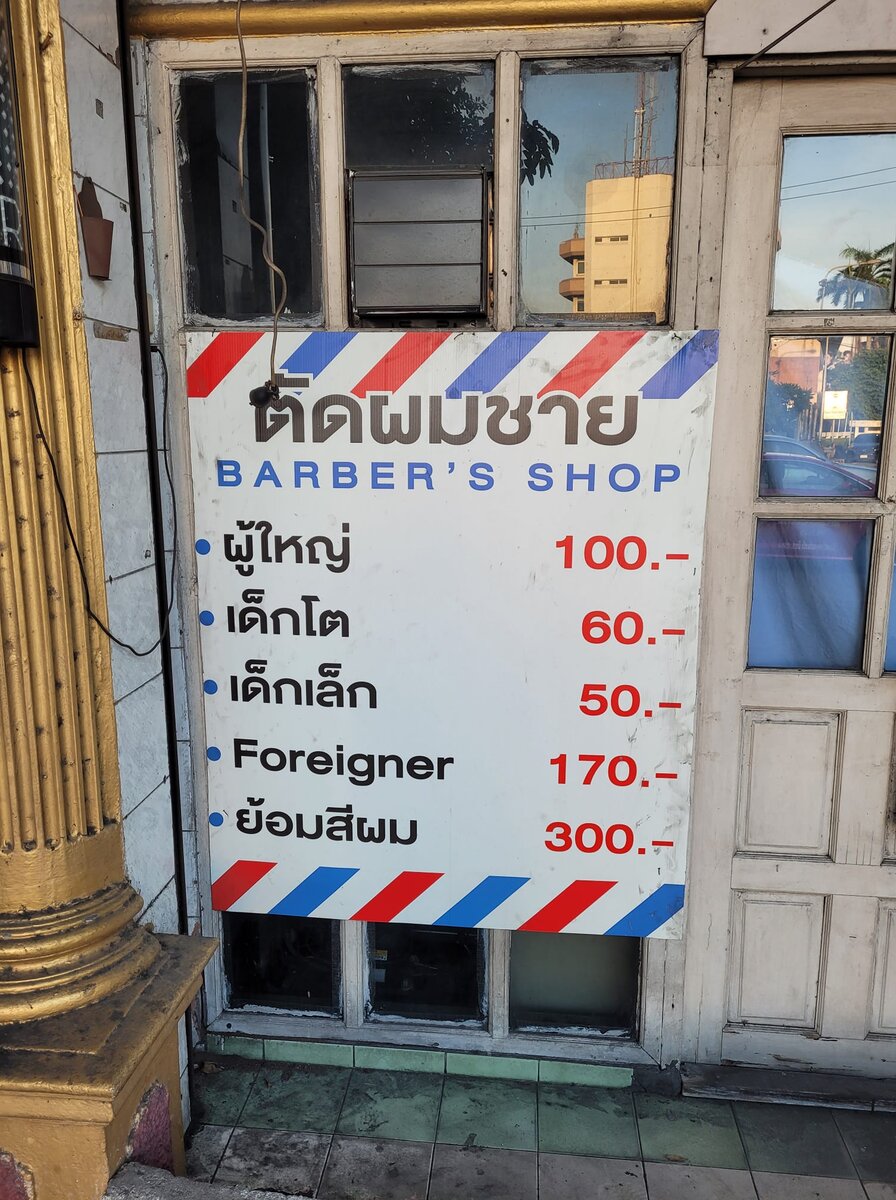 ตัดผมชาย
BARBER'S SHOP
• ผู้ใหญ่ 100.-
• เด็กโต 60.-
• เด็กเล็ก 50.-
• Foreigner 170.-
• ย้อมสีผม 300.-